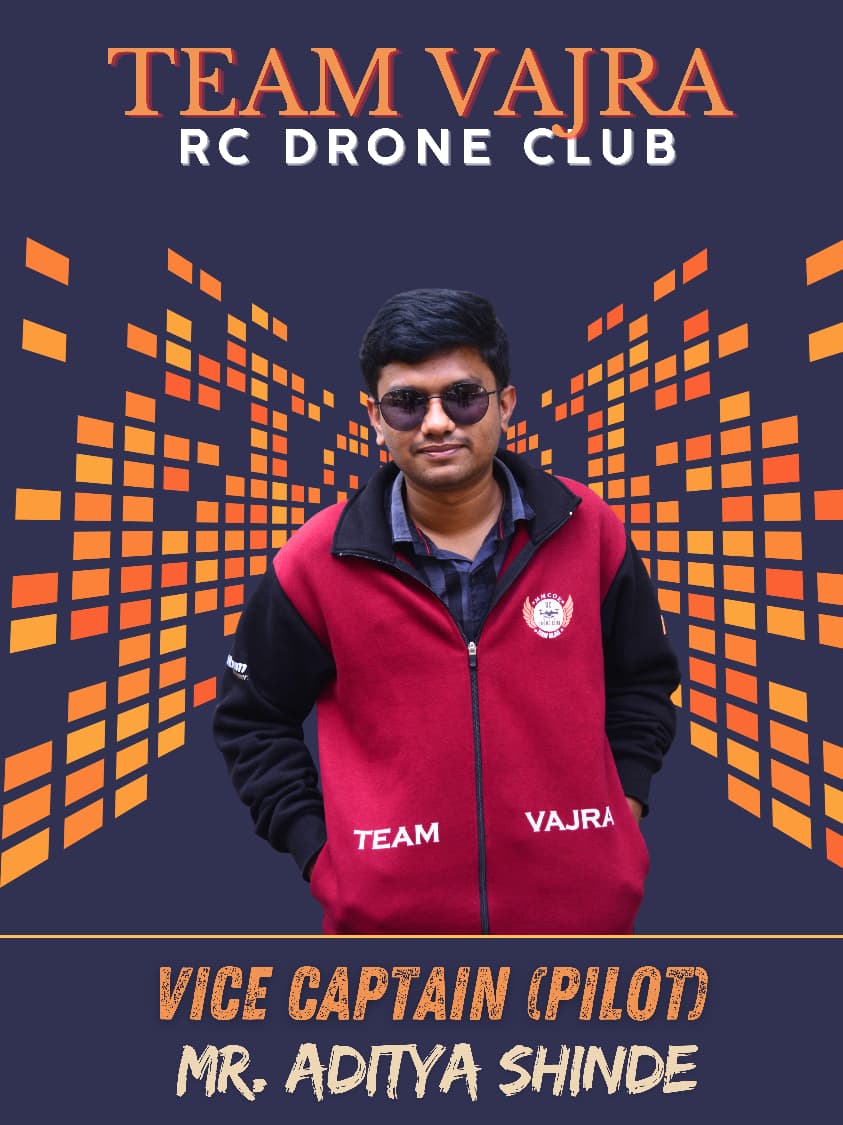 TEAM VAJRA
RC DRONE CLUB
TEAM VAJRA
VICE CAPTAIN (PILOT)
MR. ADITYA SHINDE